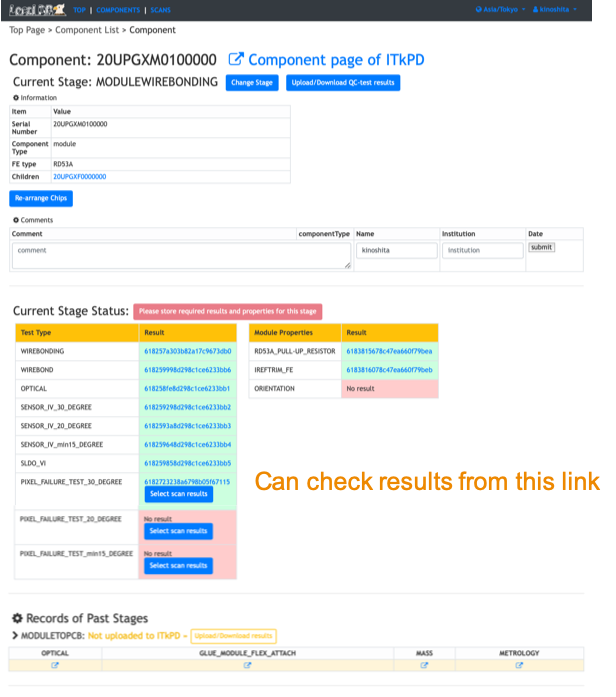 TOP | COMPONENTS | SCANS
Asia/Tokyo kinoshita
Top Page > Component List > Component
Component: 20UPGXM0100000 Component page of ITkPD
Current Stage: MODULEWIREBONDING Change Stage Upload/Download QC-test results
Information
Item Value
Serial Number 20UPGXM0100000
Component Type module
FE type RD53A
Children 20UPGXF0000000
Re-arrange Chips
Comments
Comment componentType Name Institution Date
comment kinoshita Institution submit
Current Stage Status: Please store required results and properties for this stage
Test Type Result
WIREBONDING 618257a303b82a17c9673db0
WIREBOND 618259998d298c1ce6233bb6
OPTICAL 618258fe8d298c1ce6233bb1
SENSOR_IV_30_DEGREE 618259298d298c1ce6233bb2
SENSOR_IV_20_DEGREE 6182593a8d298c1ce6233bb3
SENSOR_IV_min15_DEGREE 618259648d298c1ce6233bb4
SLDO_VI 618259858d298c1ce6233bb5
PIXEL_FAILURE_TEST_30_DEGREE 6182723238a6798b05f67115
Select scan results
PIXEL_FAILURE_TEST_20_DEGREE No result
Select scan results
PIXEL_FAILURE_TEST_min15_DEGREE No result
Select scan results
Module Properties Result
RD53A_PULL-UP_RESISTOR 6183815678c47ea660f79bea
IREFTRIM_FE 6183816078c47ea660f79beb
ORIENTATION No result
Can check results from this link
Records of Past Stages
MODULETOPCB: Not uploaded to ITkPD - Upload/Download results
OPTICAL GLUE_MODULE_FLEX_ATTACH MASS METROLOGY